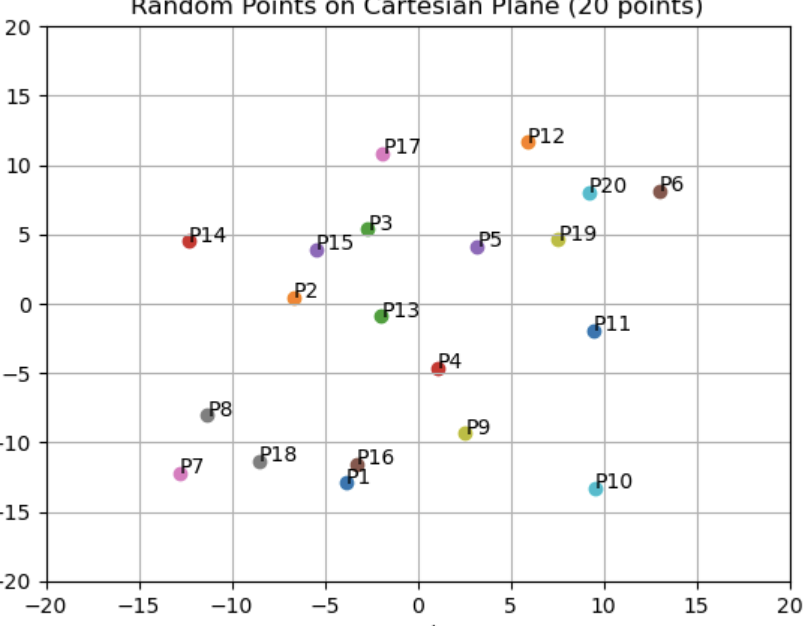 Random Points on Cartesian Plane (20 points)
20
15
P12
P17
10
P20 P6
P3
P14
P15
P5
P19
5
P2
0
P13
P11
P4
−5
P8
P9
−10
P18
P16
P7
P1
P10
−15
−20
−20 −15 −10 −5 0 5 10 15 20